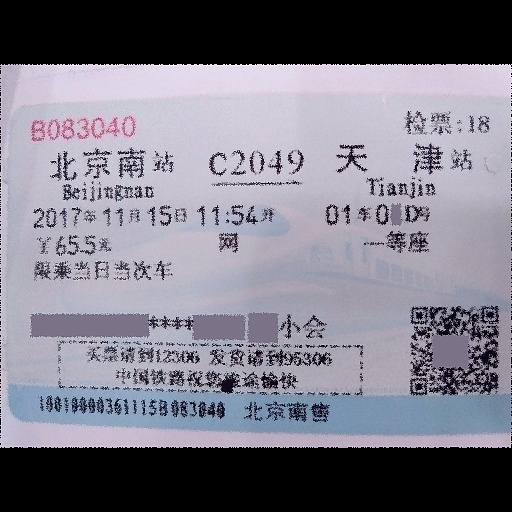 B083040 检票:18
北京南站 C2049 天津站
Beijingnan Tianjin
2017年11月15日 11:54开 01车0 D号
¥65.5元 网 一等座
限乘当日当次车
**** 小会
买票请到12306 发货请到95306
中国铁路祝您旅途愉快
10010000361115B083040 北京南售